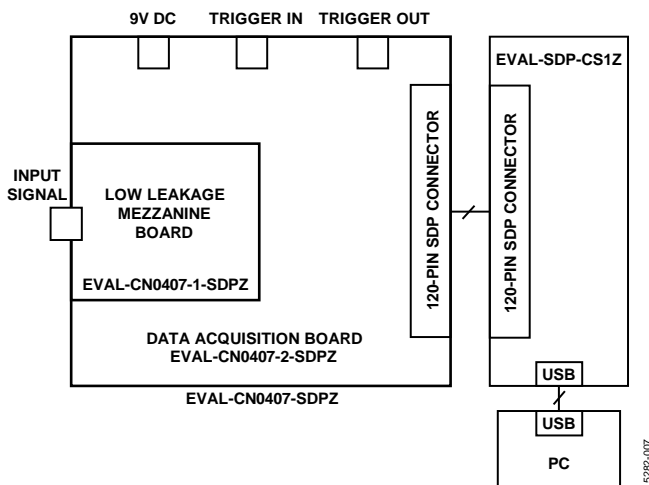 9V DC
TRIGGER IN
TRIGGER OUT
EVAL-SDP-CS1Z
INPUT
SIGNAL
LOW LEAKAGE
MEZZANINE
BOARD
EVAL-CN0407-1-SDPZ
120-PIN SDP CONNECTOR
120-PIN SDP CONNECTOR
DATA ACQUISITION BOARD
EVAL-CN0407-2-SDPZ
EVAL-CN0407-SDPZ
USB
USB
PC